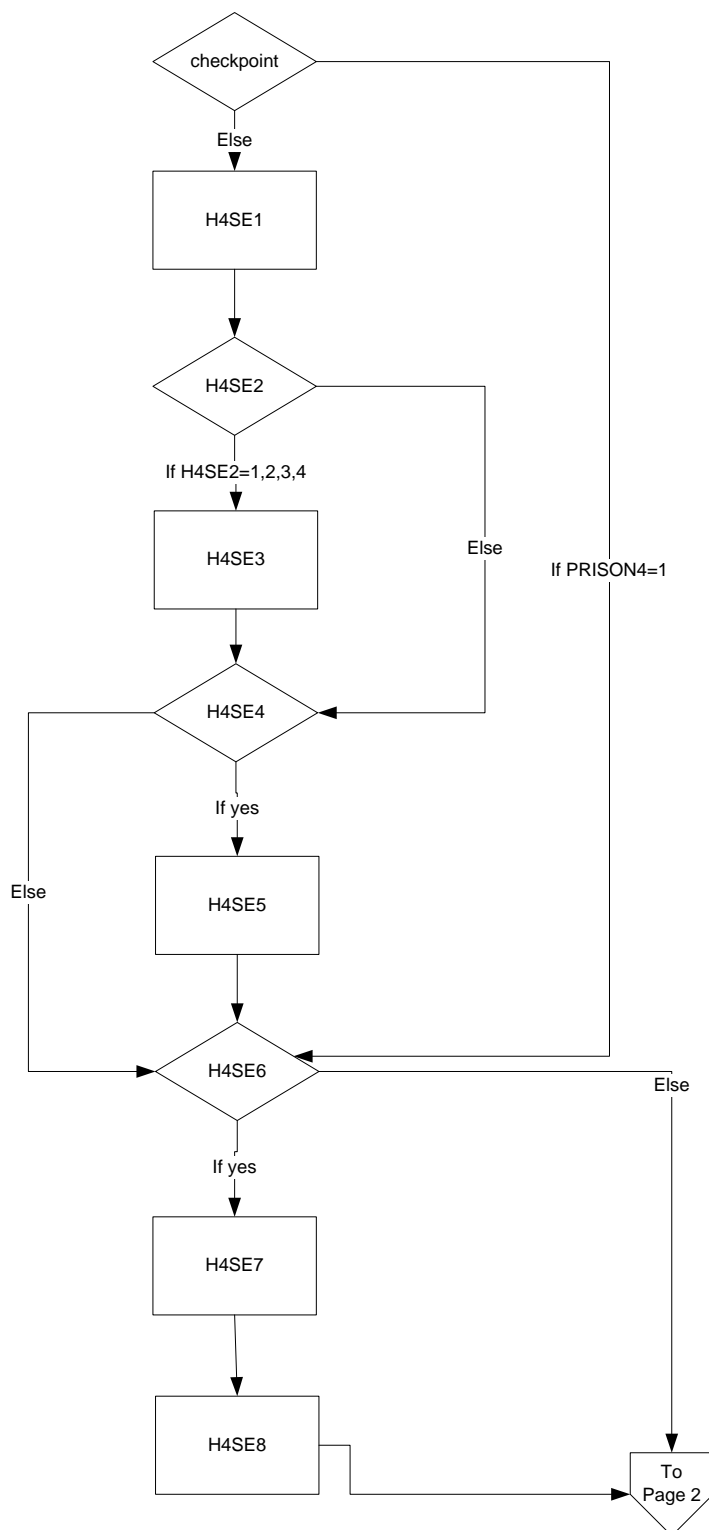 checkpoint
Else
H4SE1
H4SE2
If H4SE2=1,2,3,4
H4SE3
Else
If PRISON4=1
H4SE4
If yes
Else
H4SE5
H4SE6
Else
If yes
H4SE7
H4SE8
To
Page 2